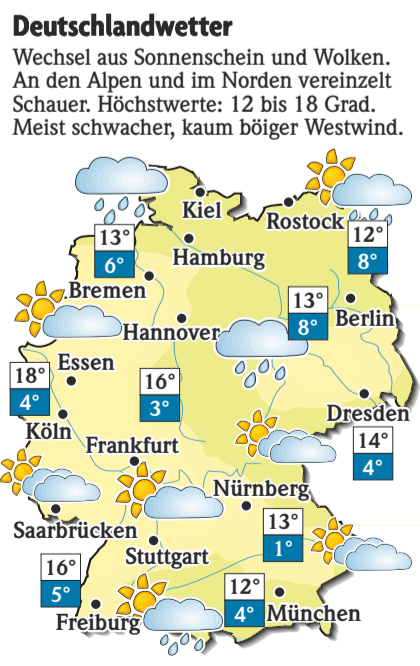 Deutschlandwetter
Wechsel aus Sonnenschein und Wolken.
An den Alpen und im Norden vereinzelt
Schauer. Höchstwerte: 12 bis 18 Grad.
Meist schwacher, kaum böiger Westwind.
Kiel
Rostock
13°
6°
12°
8°
Hamburg
Bremen
13°
8°
Berlin
Hannover
Essen
18°
4°
16°
3°
Köln
Dresden
14°
4°
Frankfurt
Nürnberg
Saarbrücken
13°
1°
Stuttgart
16°
5°
12°
4°
München
Freiburg